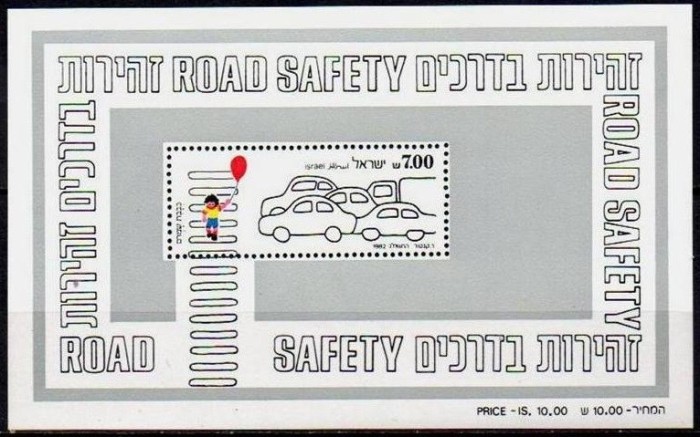 זהירות ROAD SAFETY זהירות בדרכים
זהירות בדרכים
ROAD SAFETY
ישראל 7.00 ש
israel اسرائيل
1982
ROAD SAFETY זהירות בדרכים
PRICE - IS. 10.00 ש המחיר - 10.00